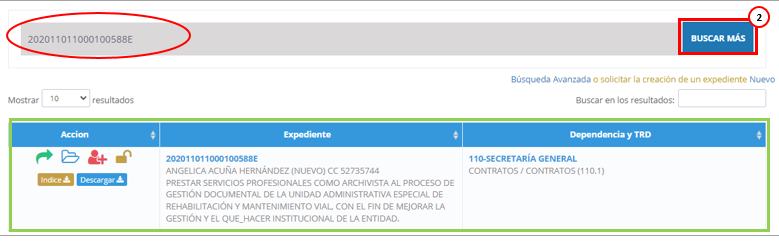 2
202011011000100588E
BUSCAR MÁS
Búsqueda Avanzada o solicitar la creación de un expediente Nuevo
Mostrar 10 resultados
Buscar en los resultados:
Accion
Expediente
Dependencia y TRD
Indice
Descargar
202011011000100588E
ANGELICA ACUÑA HERNÁNDEZ (NUEVO) CC 52735744
PRESTAR SERVICIOS PROFESIONALES COMO ARCHIVISTA AL PROCESO DE
GESTIÓN DOCUMENTAL DE LA UNIDAD ADMINISTRATIVA ESPECIAL DE
REHABILITACIÓN Y MANTENIMIENTO VIAL, CON EL FIN DE MEJORAR LA
GESTIÓN Y EL QUE_HACER INSTITUCIONAL DE LA ENTIDAD.
110-SECRETARÍA GENERAL
CONTRATOS / CONTRATOS (110.1)